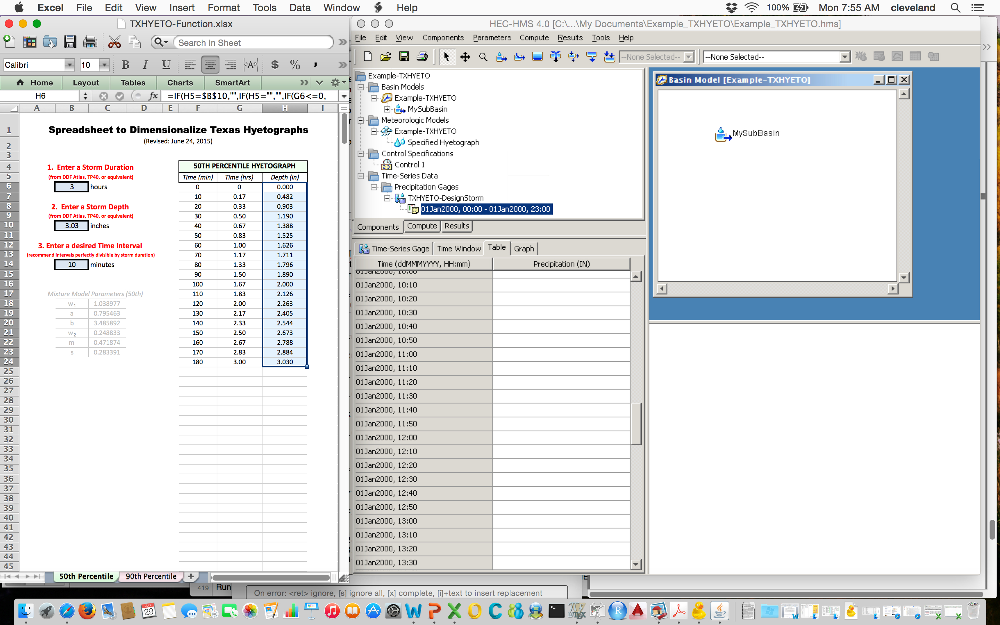 Excel File Edit View Insert Format Tools Data Window Help 100% Mon 7:55 AM cleveland
TXHYETO-Function.xlsx
Search in Sheet
Calibri 10 B I U A $ % ,
Home Layout Tables Charts SmartArt
H6 fx =IF(H5=$B$10,"",IF(H5="","",IF(G6<=0,
A B C D E F G H I
1 Spreadsheet to Dimensionalize Texas Hyetographs
2 (Revised: June 24, 2015)
3
4 1. Enter a Storm Duration 50TH PERCENTILE HYETOGRAPH
5 (from DDF Atlas, TP40, or equivalent) Time (min) Time (hrs) Depth (in)
6 3 hours 0 0 0.000
7 10 0.17 0.482
8 2. Enter a Storm Depth 20 0.33 0.903
9 (from DDF Atlas, TP40, or equivalent) 30 0.50 1.190
10 3.03 inches 40 0.67 1.388
11 50 0.83 1.525
12 3. Enter a desired Time Interval 60 1.00 1.626
13 (recommend intervals perfectly divisible by storm duration) 70 1.17 1.711
14 10 minutes 80 1.33 1.796
15 90 1.50 1.890
16 100 1.67 2.000
17 Mixture Model Parameters (50th) 110 1.83 2.126
18 w1 1.038977 120 2.00 2.263
19 a 0.795463 130 2.17 2.405
20 b 3.485892 140 2.33 2.544
21 w2 0.248833 150 2.50 2.673
22 m 0.471874 160 2.67 2.788
23 s 0.283391 170 2.83 2.884
24 180 3.00 3.030
25
26
27
28
29
30
31
32
33
34
35
36
37
38
39
40
41
42
43
44
45
50th Percentile 90th Percentile +
HEC-HMS 4.0 [C:\...\My Documents\Example_TXHYETO\Example_TXHYETO.hms]
File Edit View Components Parameters Compute Results Tools Help
--None Selected-- --None Selected--
Example-TXHYETO
Basin Models
Example-TXHYETO
MySubBasin
Meteorologic Models
Example-TXHYETO
Specified Hyetograph
Control Specifications
Control 1
Time-Series Data
Precipitation Gages
TXHYETO-DesignStorm
01Jan2000, 00:00 - 01Jan2000, 23:00
Components Compute Results
Time-Series Gage Time Window Table Graph
Time (ddMMMYYYY, HH:mm) Precipitation (IN)
01Jan2000, 10:00
01Jan2000, 10:10
01Jan2000, 10:20
01Jan2000, 10:30
01Jan2000, 10:40
01Jan2000, 10:50
01Jan2000, 11:00
01Jan2000, 11:10
01Jan2000, 11:20
01Jan2000, 11:30
01Jan2000, 11:40
01Jan2000, 11:50
01Jan2000, 12:00
01Jan2000, 12:10
01Jan2000, 12:20
01Jan2000, 12:30
01Jan2000, 12:40
01Jan2000, 12:50
01Jan2000, 13:00
01Jan2000, 13:10
01Jan2000, 13:20
01Jan2000, 13:30
Basin Model [Example-TXHYETO]
MySubBasin
419 Run
On error: <ret> ignore, [s] ignore all, [x] complete, [i]+text to insert replacement
JUN
29